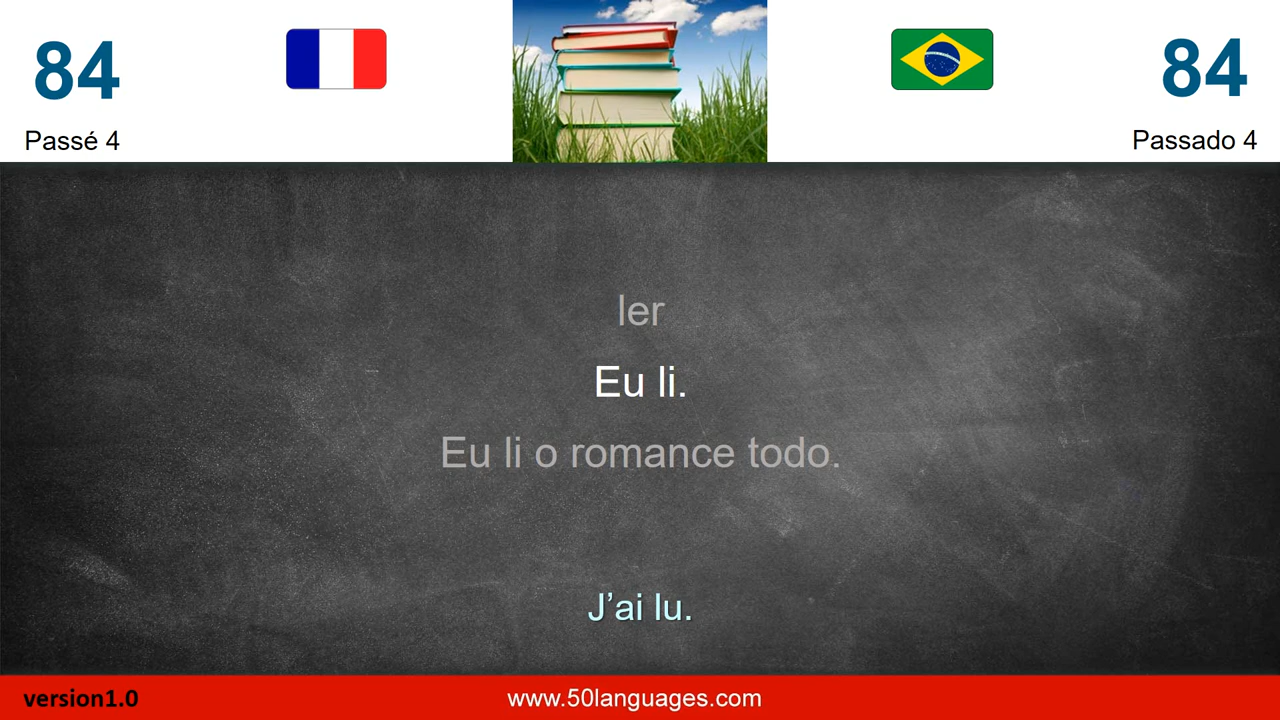 84
84
Passé 4
Passado 4
ler
Eu li.
Eu li o romance todo.
J’ai lu.
version1.0
www.50languages.com